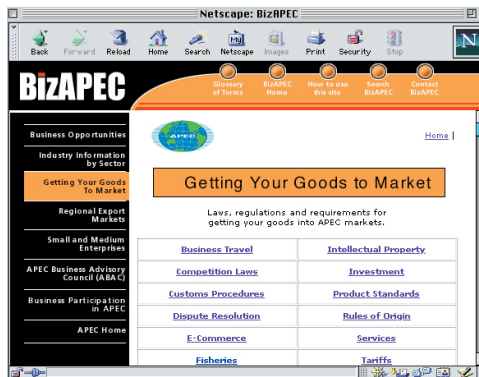 Netscape: BizAPEC
Back Forward Reload Home Search Netscape Images Print Security Stop
My
N
BizAPEC
Glossary
of Terms
BizAPEC
Home
How to use
this site
Search
BizAPEC
Contact
BizAPEC
Business Opportunities
Industry Information
by Sector
Getting Your Goods
To Market
Regional Export
Markets
Small and Medium
Enterprises
APEC Business Advisory
Council (ABAC)
Business Participation
in APEC
APEC Home
APEC
Home |
Getting Your Goods to Market
Laws, regulations and requirements for
getting your goods into APEC markets.
Business Travel Intellectual Property
Competition Laws Investment
Customs Procedures Product Standards
Dispute Resolution Rules of Origin
E-Commerce Services
Fisheries Tariffs